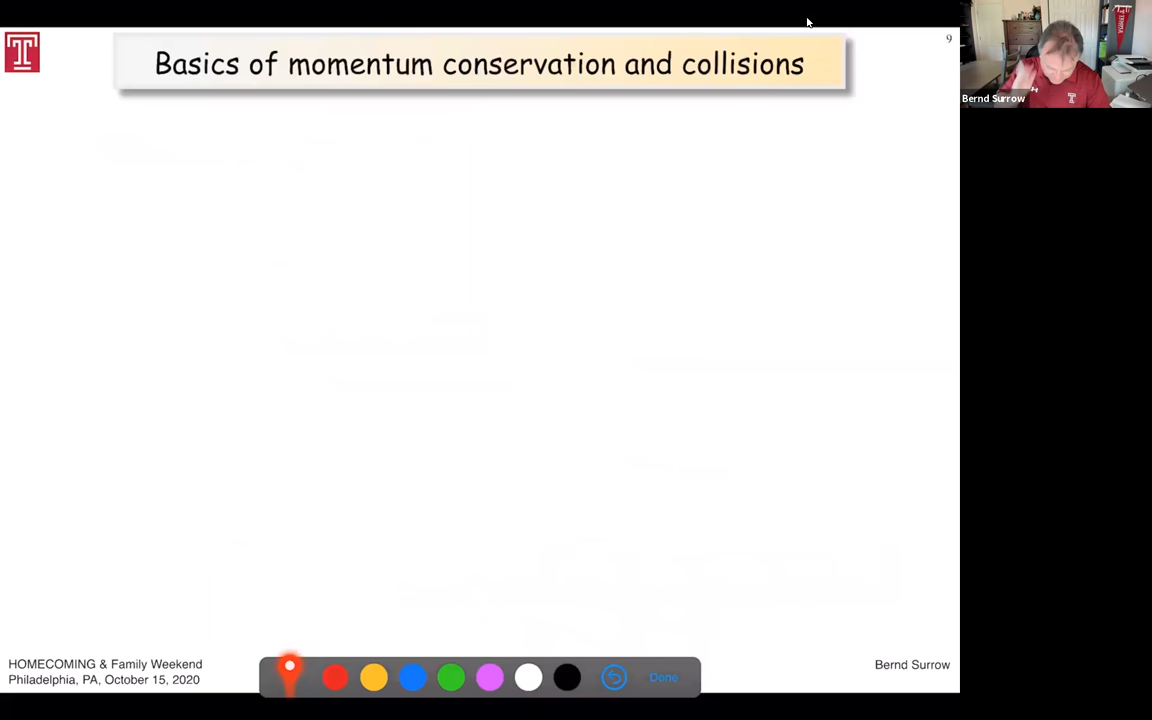 Basics of momentum conservation and collisions
9
Bernd Surrow
HOMECOMING & Family Weekend
Philadelphia, PA, October 15, 2020
Done
Bernd Surrow